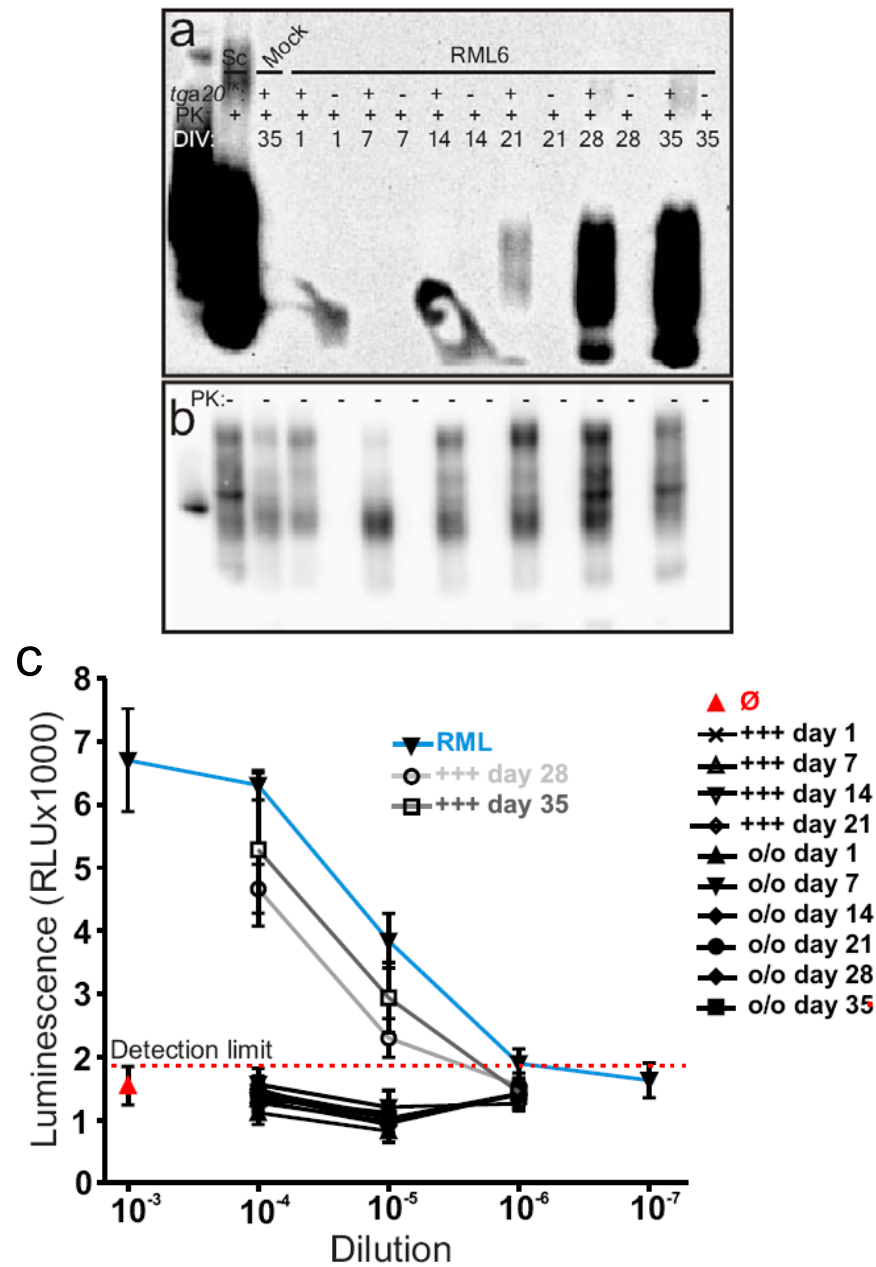 a
Sc Mock RML6
tga20TK: + + - + - + - + - + - + -
PK: + + + + + + + + + + + + + +
DIV: 35 1 1 7 7 14 14 21 21 28 28 35 35
b
PK:- - - - - - - - - - - - - -
c
Luminescence (RLUx1000)
8
7
6
5
4
3
2
1
0
Detection limit
RML
+++ day 28
+++ day 35
Ø
+++ day 1
+++ day 7
+++ day 14
+++ day 21
o/o day 1
o/o day 7
o/o day 14
o/o day 21
o/o day 28
o/o day 35
10-3 10-4 10-5 10-6 10-7
Dilution